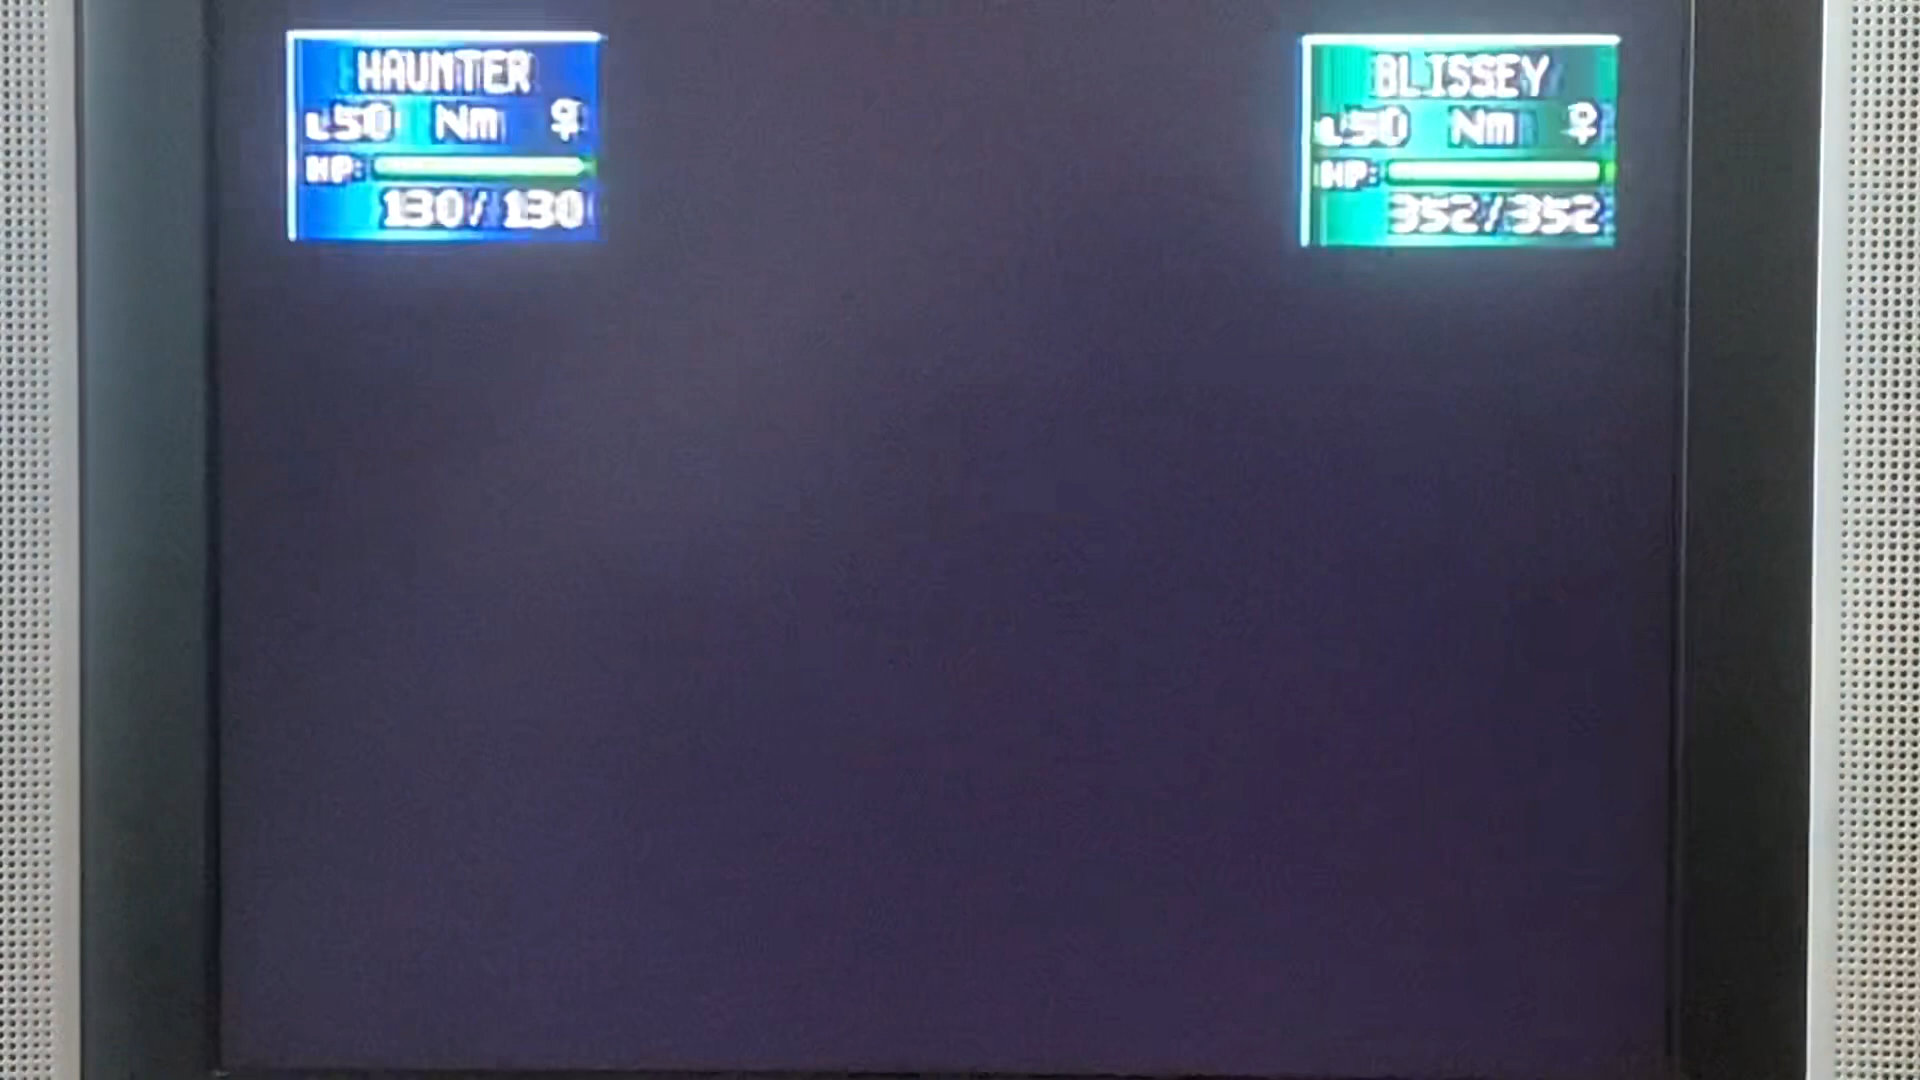 HAUNTER
L50 Nm ♀
HP:
130/130
BLISSEY
L50 Nm ♀
HP:
352/352